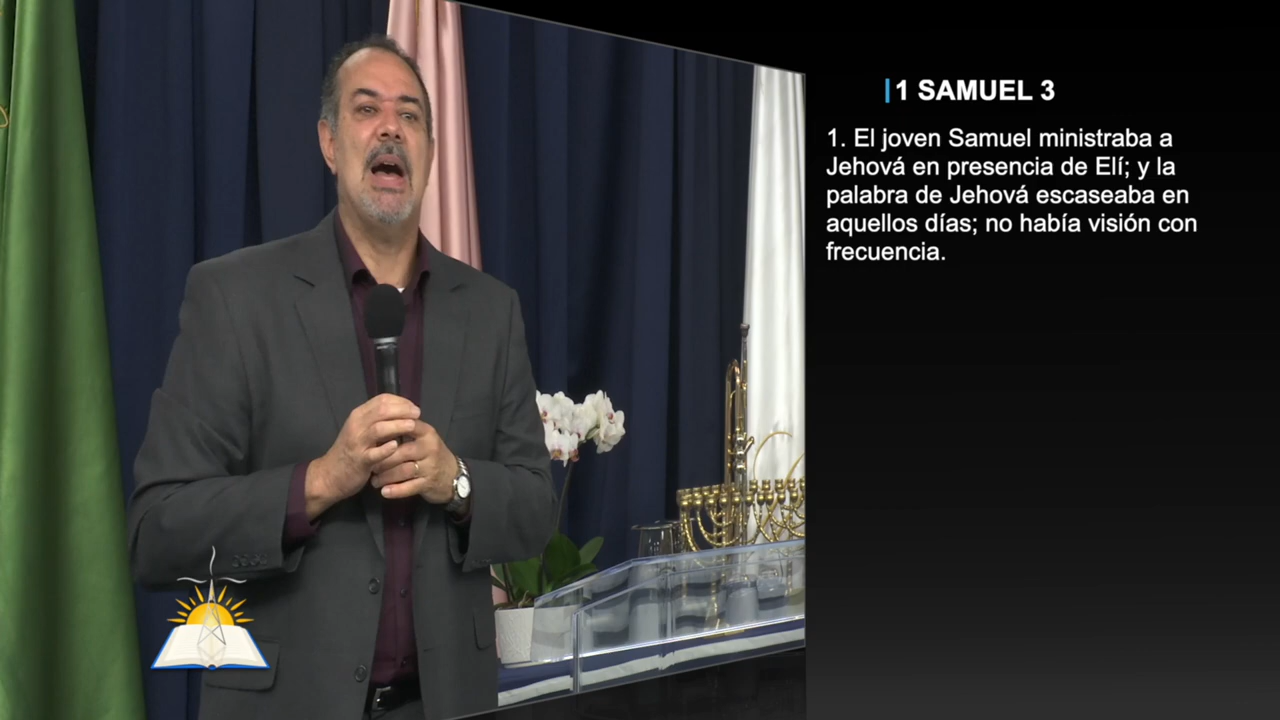 1 SAMUEL 3
1. El joven Samuel ministraba a
Jehová en presencia de Elí; y la
palabra de Jehová escaseaba en
aquellos días; no había visión con
frecuencia.